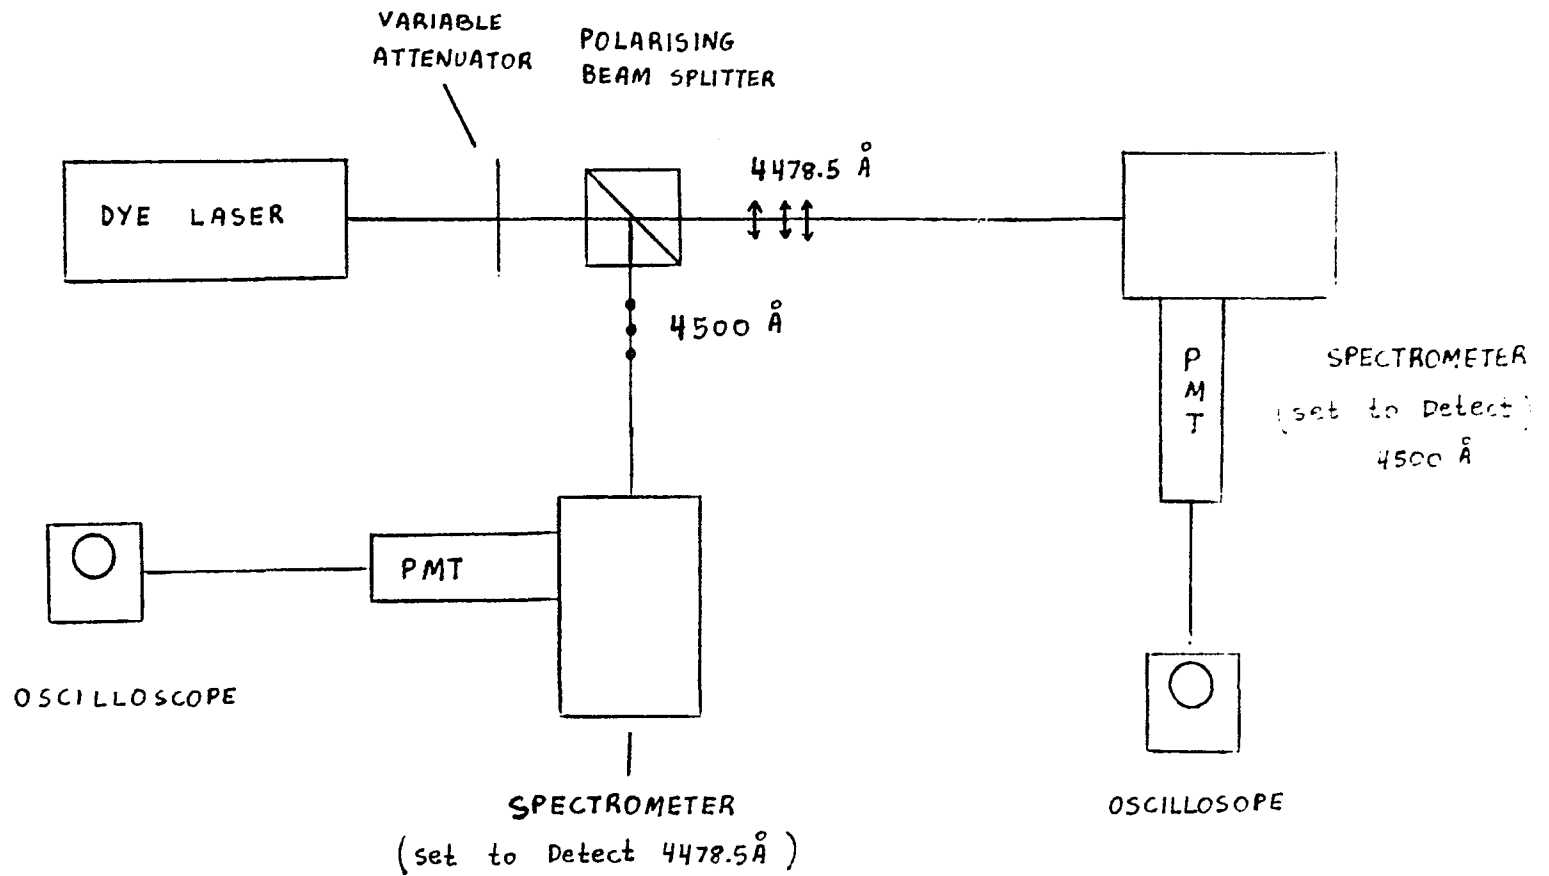 VARIABLE
ATTENUATOR
POLARISING
BEAM SPLITTER
4478.5 Å
DYE LASER
4500 Å
PMT
SPECTROMETER
(set to Detect)
4500 Å
PMT
OSCILLOSCOPE
SPECTROMETER
(set to Detect 4478.5Å)
OSCILLOSOPE